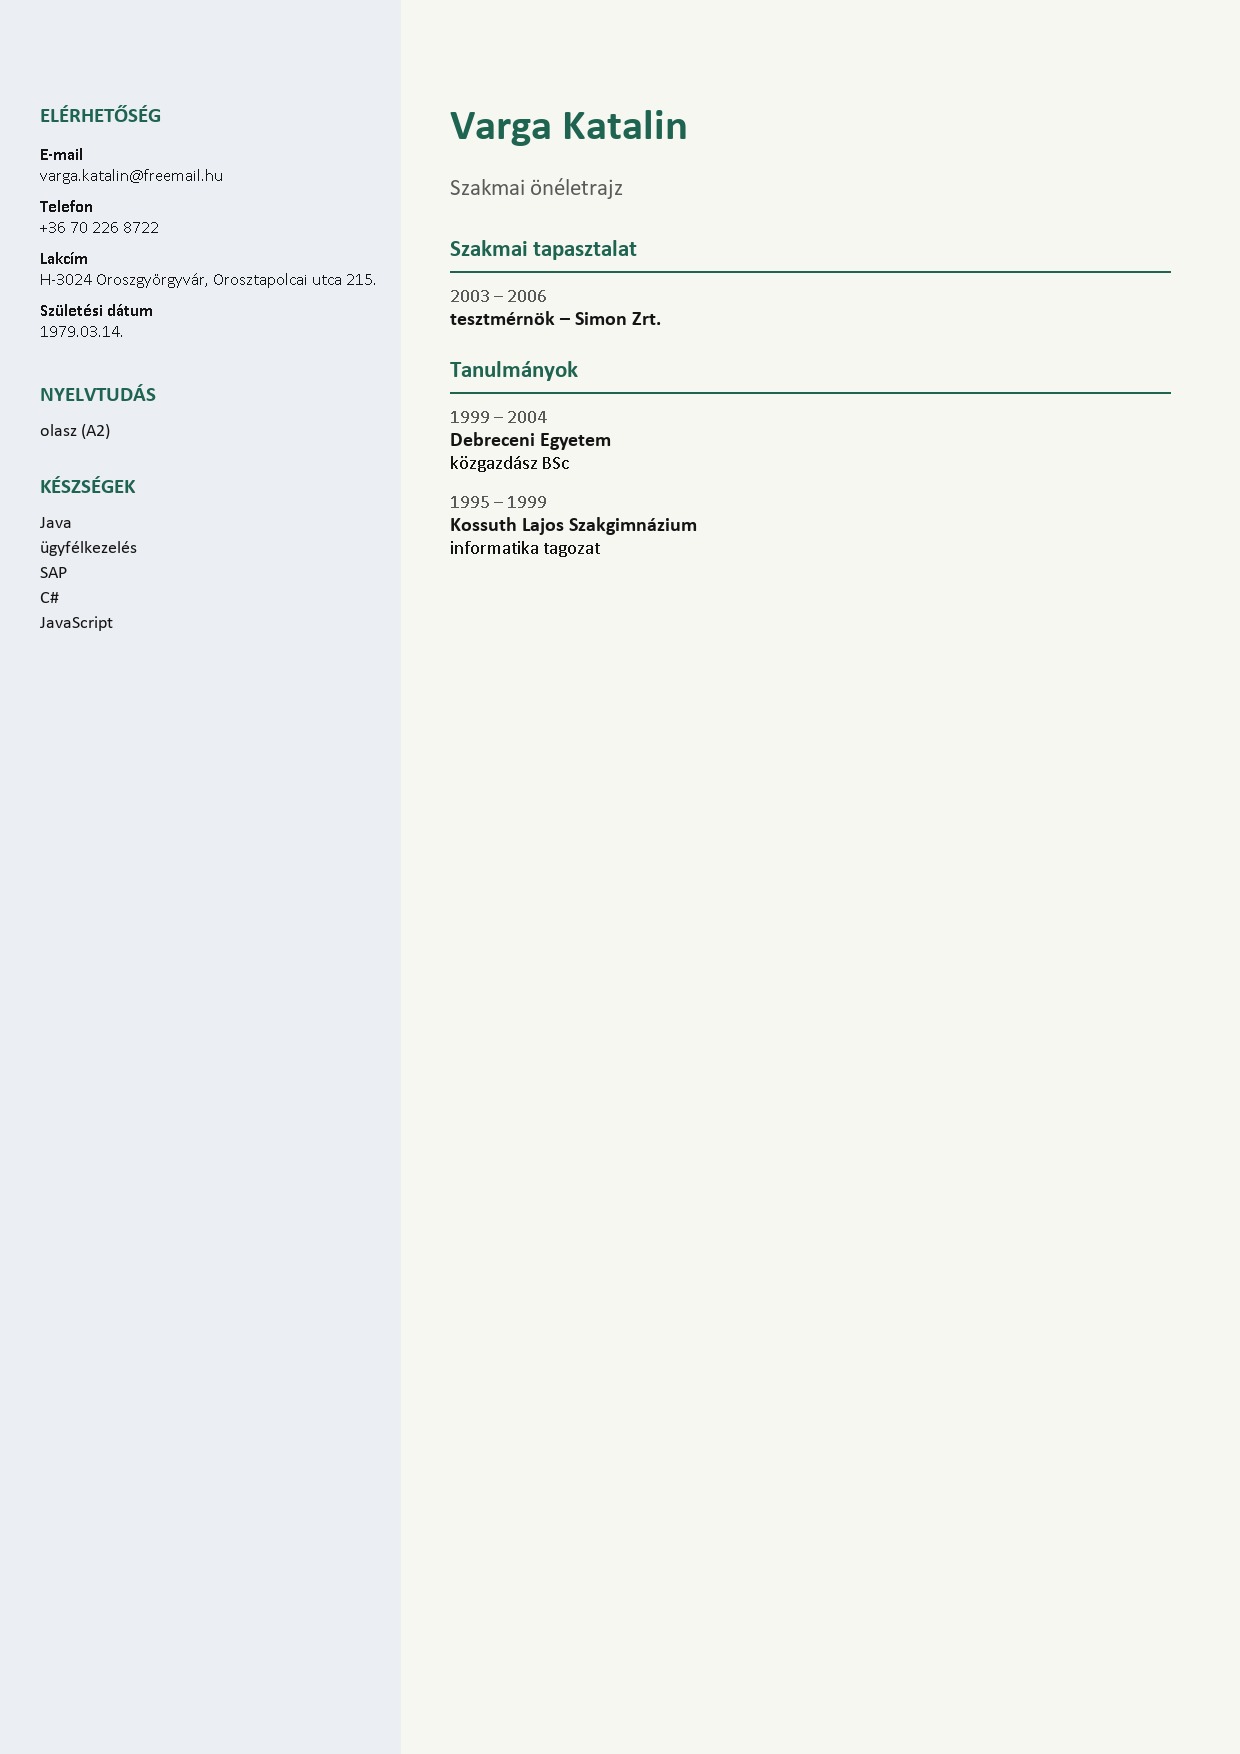 ELÉRHETŐSÉG
E-mail
varga.katalin@freemail.hu
Telefon
+36 70 226 8722
Lakcím
H-3024 Oroszgyörgyvár, Orosztapolcai utca 215.
Születési dátum
1979.03.14.
NYELVTUDÁS
olasz (A2)
KÉSZSÉGEK
Java
ügyfélkezelés
SAP
C#
JavaScript
Varga Katalin
Szakmai önéletrajz
Szakmai tapasztalat
2003 – 2006
tesztmérnök – Simon Zrt.
Tanulmányok
1999 – 2004
Debreceni Egyetem
közgazdász BSc
1995 – 1999
Kossuth Lajos Szakgimnázium
informatika tagozat